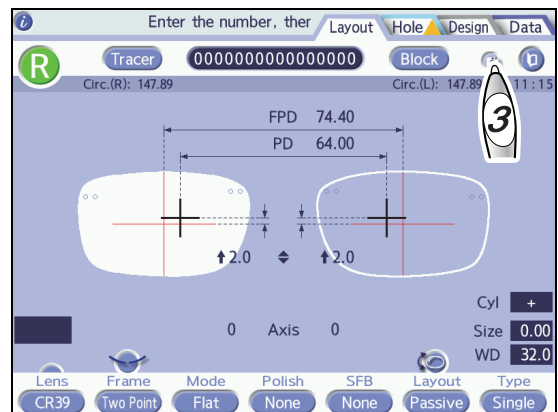 Enter the number, ther
Layout Hole Design Data
R Tracer 0000000000000000 Block
Circ.(R): 147.89 Circ.(L): 147.89 11:15
3
FPD 74.40
PD 64.00
2.0 2.0
Cyl +
0 Axis 0 Size 0.00
WD 32.0
Lens Frame Mode Polish SFB Layout Type
CR39 Two Point Flat None None Passive Single